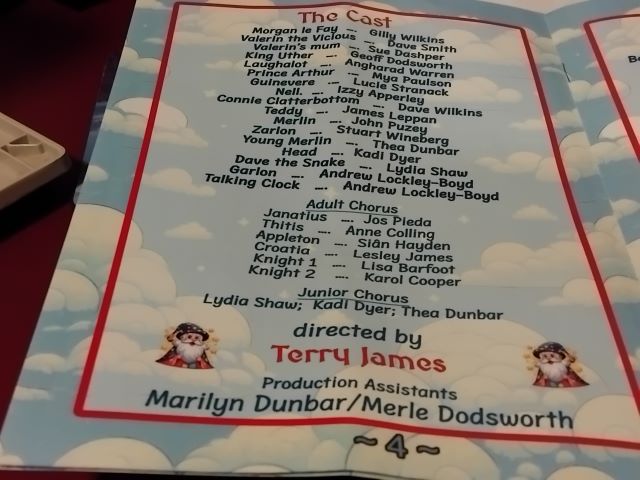 The Cast
Morgan le Fay .... Gilly Wilkins
Valerin the Vicious .... Dave Smith
Valerin's mum .... Sue Dashper
King Uther .... Geoff Dodsworth
Laughalot .... Angharad Warren
Prince Arthur .... Mya Paulson
Guinevere .... Lucie Stranack
Nell. .... Izzy Apperley
Connie Clatterbottom .... Dave Wilkins
Teddy .... James Leppan
Merlin .... John Puzey
Zarlon .... Stuart Wineberg
Young Merlin .... Thea Dunbar
Head .... Kadi Dyer
Dave the Snake .... Lydia Shaw
Garlon .... Andrew Lockley-Boyd
Talking Clock .... Andrew Lockley-Boyd
Adult Chorus
Janatius .... Jos Pieda
Thitis .... Anne Colling
Appleton .... Siân Hayden
Croatia .... Lesley James
Knight 1 .... Lisa Barfoot
Knight 2 .... Karol Cooper
Junior Chorus
Lydia Shaw; Kadi Dyer; Thea Dunbar
directed by
Terry James
Production Assistants
Marilyn Dunbar/Merle Dodsworth
~4~